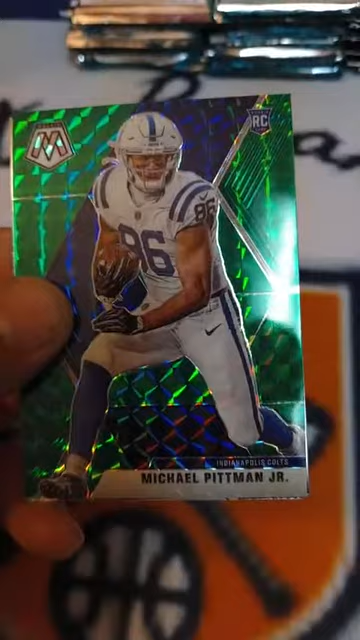 MOSAIC
RC
86
86
INDIANAPOLIS COLTS
MICHAEL PITTMAN JR.